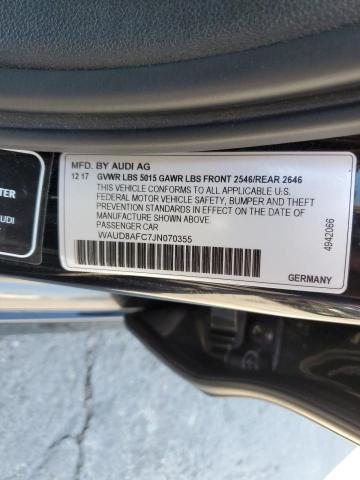 MFD. BY AUDI AG
12 17 GVWR LBS 5015 GAWR LBS FRONT 2546/REAR 2646
THIS VEHICLE CONFORMS TO ALL APPLICABLE U.S.
FEDERAL MOTOR VEHICLE SAFETY, BUMPER AND THEFT
PREVENTION STANDARDS IN EFFECT ON THE DATE OF
MANUFACTURE SHOWN ABOVE.
PASSENGER CAR
WAUD8AFC7JN070355
GERMANY
4942066
AUDI